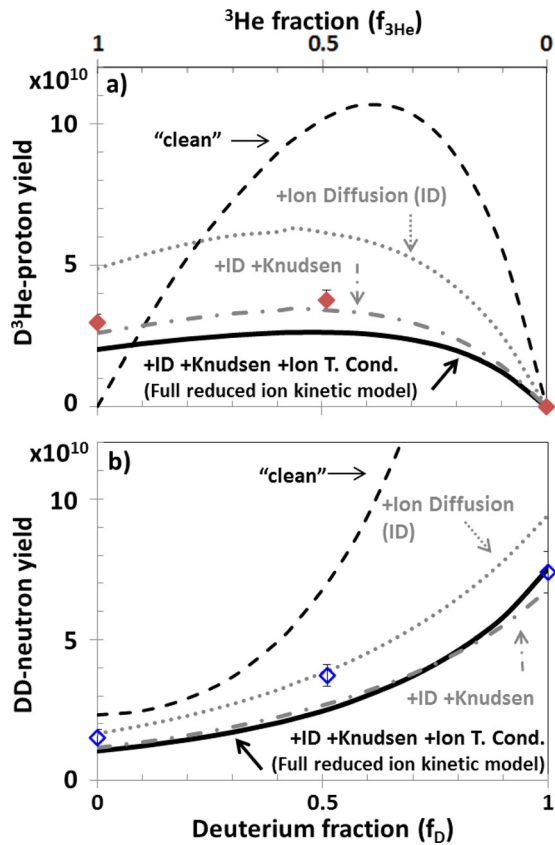 ³He fraction (f₃He)
1 0.5 0
x10¹⁰
a)
10
"clean"
+Ion Diffusion (ID)
+ID +Knudsen
5
D³He-proton yield
+ID +Knudsen +Ion T. Cond.
(Full reduced ion kinetic model)
0
x10¹⁰
b)
"clean"
10
+Ion Diffusion
(ID)
5
DD-neutron yield
+ID +Knudsen
+ID +Knudsen +Ion T. Cond.
(Full reduced ion kinetic model)
0
0 0.5 1
Deuterium fraction (f_D)